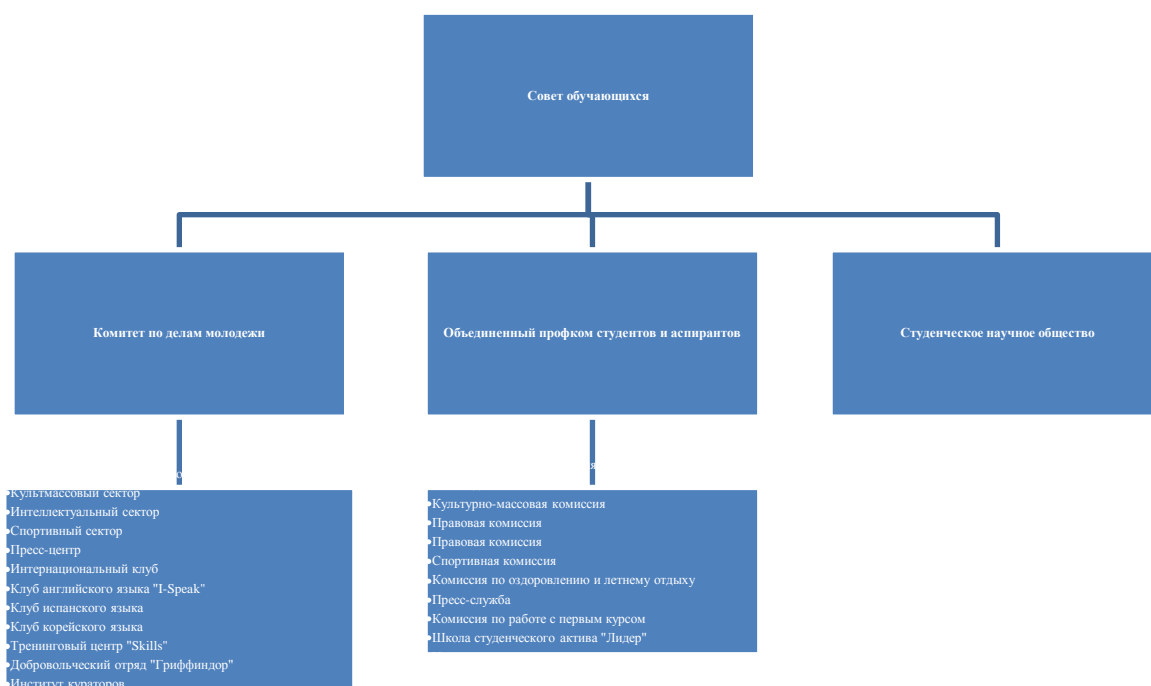 Совет обучающихся
Комитет по делам молодежи
Объединенный профком студентов и аспирантов
Студенческое научное общество
•Культмассовый сектор
•Интеллектуальный сектор
•Спортивный сектор
•Пресс-центр
•Интернациональный клуб
•Клуб английского языка "I-Speak"
•Клуб испанского языка
•Клуб корейского языка
•Тренинговый центр "Skills"
•Добровольческий отряд "Гриффиндор"
•Институт кураторов
•Культурно-массовая комиссия
•Правовая комиссия
•Правовая комиссия
•Спортивная комиссия
•Комиссия по оздоровлению и летнему отдыху
•Пресс-служба
•Комиссия по работе с первым курсом
•Школа студенческого актива "Лидер"